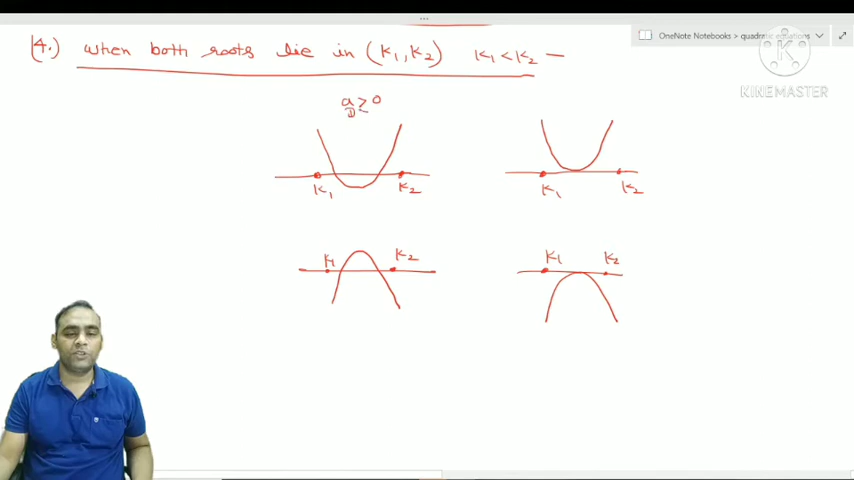 OneNote Notebooks > quadratic equations
K
KINEMASTER
(4.) when both roots lie in (K₁, K₂) K₁ < K₂ —
a
D ≥ 0
K₁ K₂ K₁ K₂
K₁ K₂ K₁ K₂